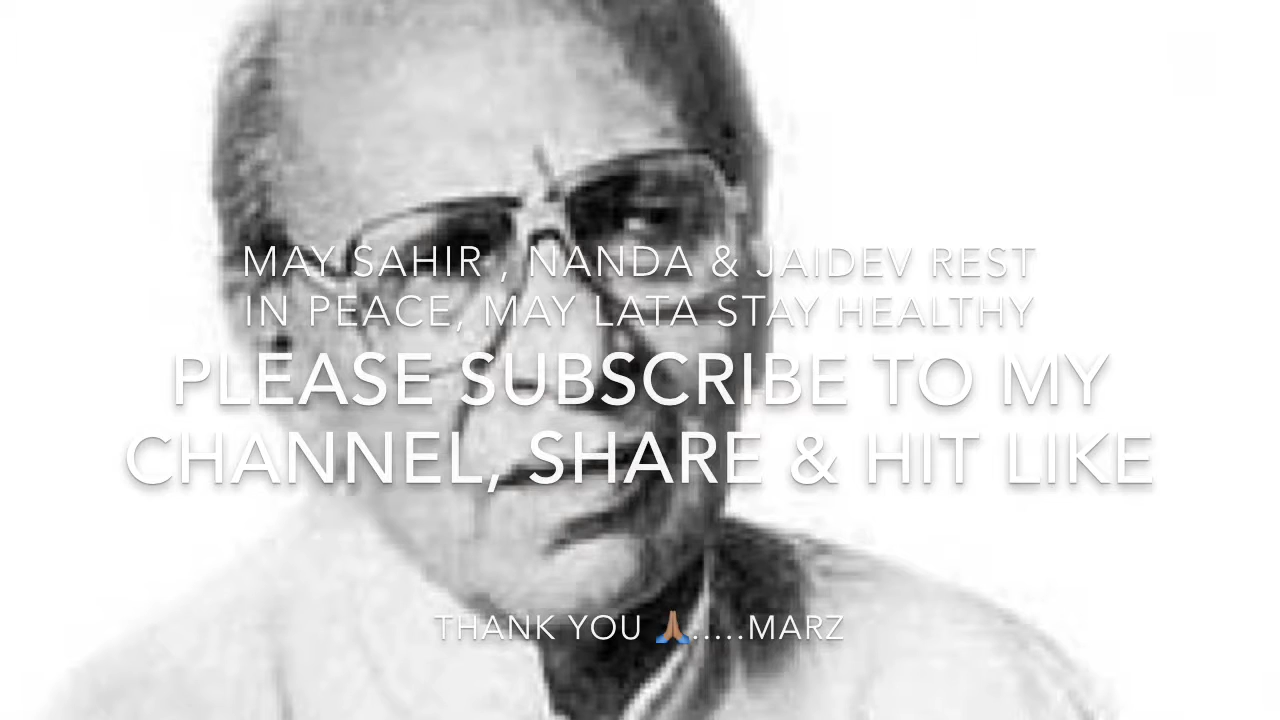 MAY SAHIR , NANDA & JAIDEV REST
IN PEACE, MAY LATA STAY HEALTHY
PLEASE SUBSCRIBE TO MY
CHANNEL, SHARE & HIT LIKE
THANK YOU 🙏🏽.....MARZ